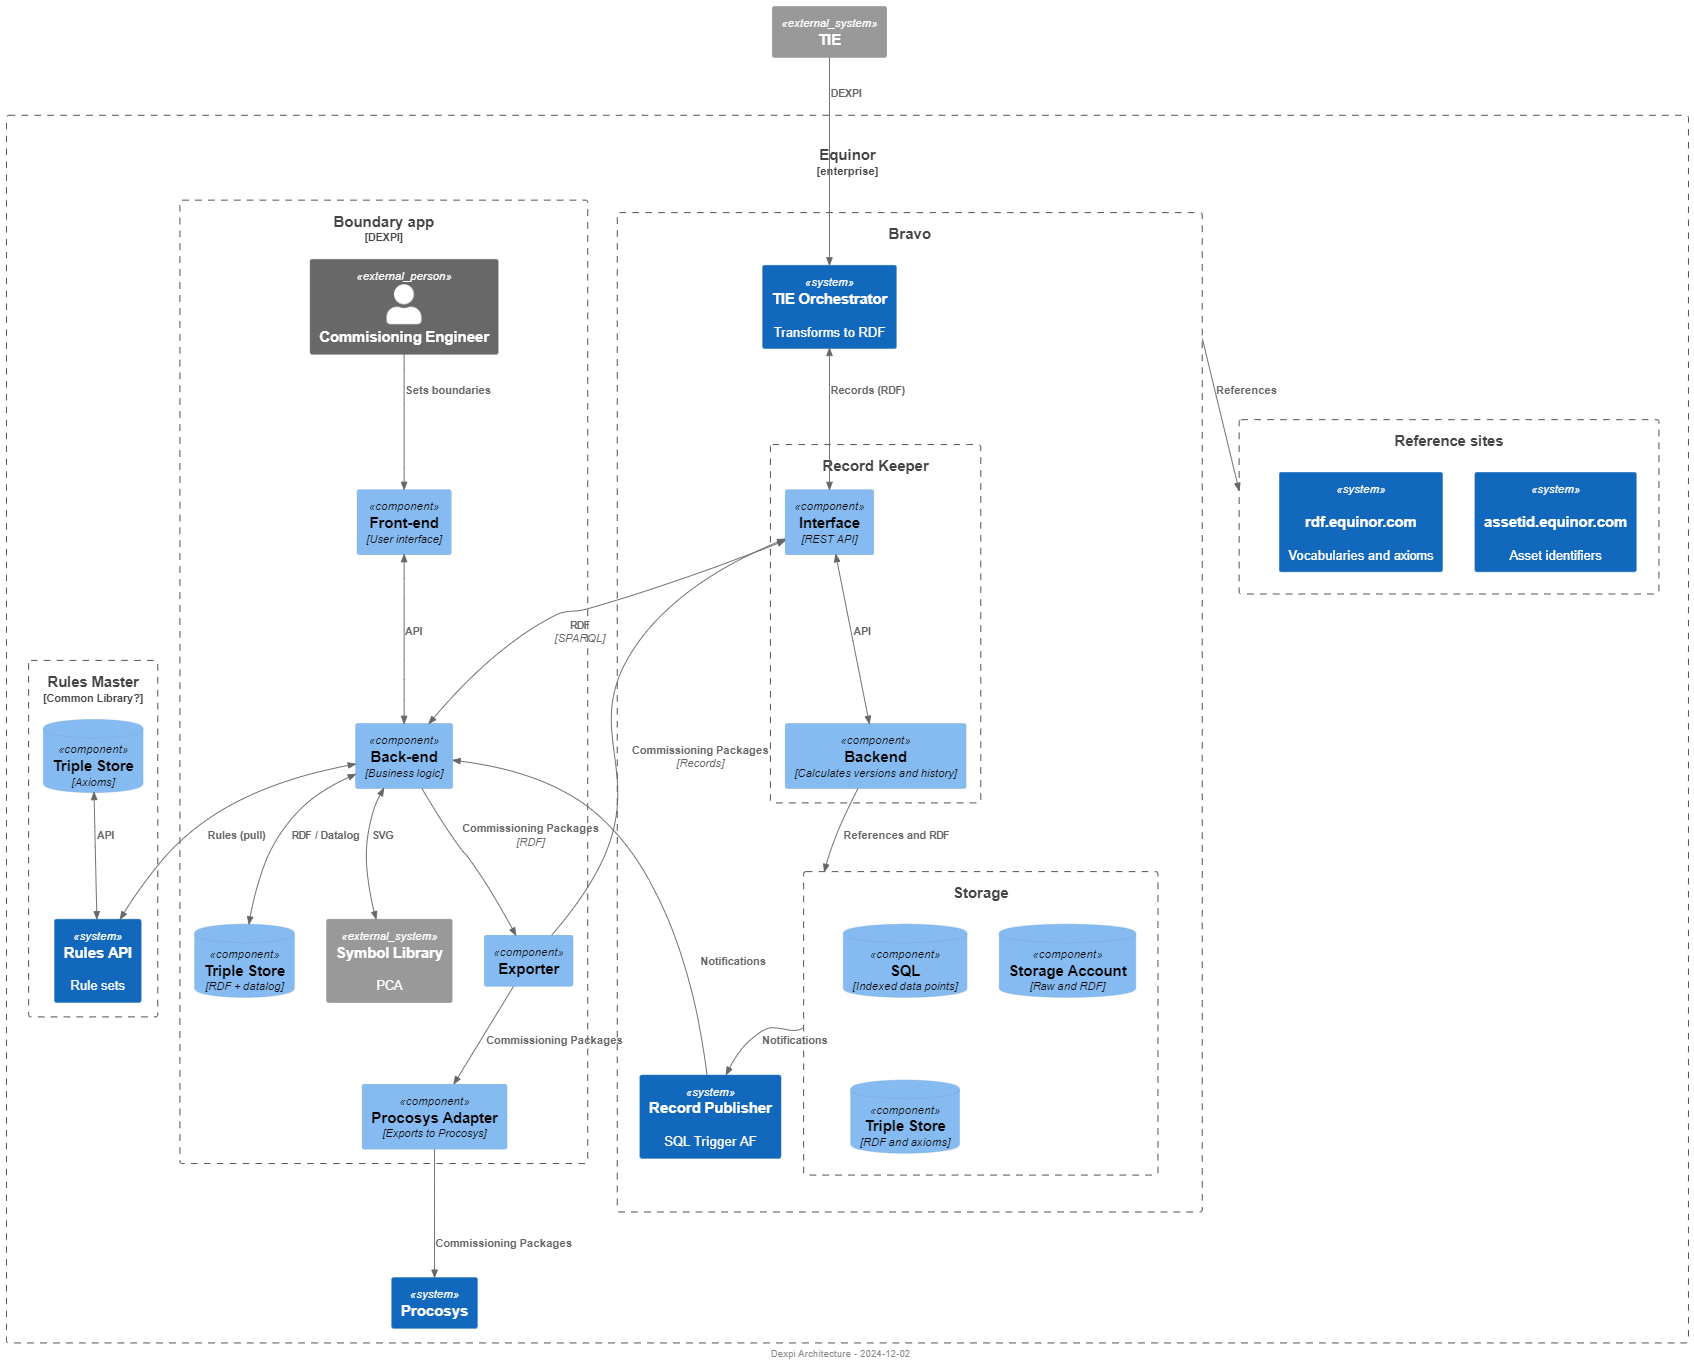 «external_system»
TIE
DEXPI
Equinor
[enterprise]
Boundary app
[DEXPI]
«external_person»
Commisioning Engineer
Sets boundaries
«component»
Front-end
[User interface]
API
«component»
Back-end
[Business logic]
Rules Master
[Common Library?]
«component»
Triple Store
[Axioms]
API
«system»
Rules API
Rule sets
Rules (pull)
RDF / Datalog
SVG
Commissioning Packages
[RDF]
«component»
Triple Store
[RDF + datalog]
«external_system»
Symbol Library
PCA
«component»
Exporter
Commissioning Packages
«component»
Procosys Adapter
[Exports to Procosys]
Commissioning Packages
«system»
Procosys
Bravo
«system»
TIE Orchestrator
Transforms to RDF
Records (RDF)
Record Keeper
«component»
Interface
[REST API]
RDF
[SPARQL]
API
Commissioning Packages
[Records]
«component»
Backend
[Calculates versions and history]
References and RDF
Storage
«component»
SQL
[Indexed data points]
«component»
Storage Account
[Raw and RDF]
«component»
Triple Store
[RDF and axioms]
Notifications
Notifications
«system»
Record Publisher
SQL Trigger AF
References
Reference sites
«system»
rdf.equinor.com
Vocabularies and axioms
«system»
assetid.equinor.com
Asset identifiers
Dexpi Architecture - 2024-12-02